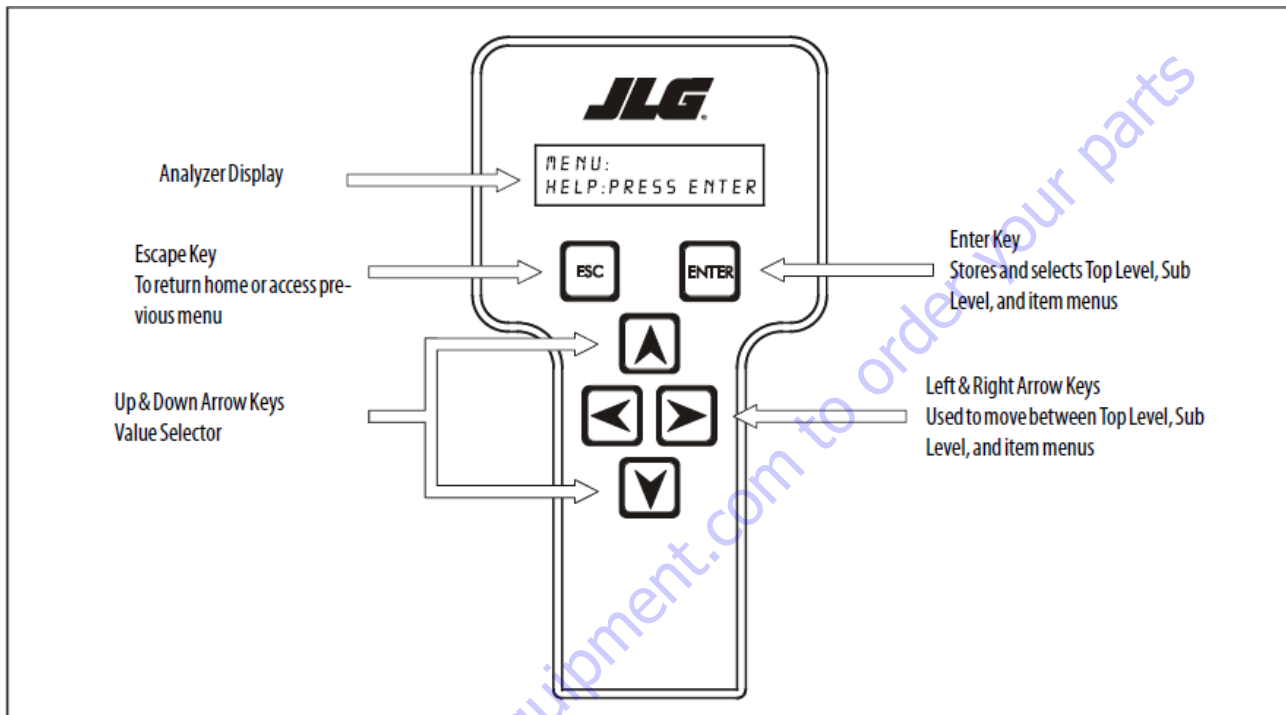 JLG
MENU:
HELP:PRESS ENTER
Analyzer Display
Escape Key
To return home or access pre-
vious menu
ESC
ENTER
Enter Key
Stores and selects Top Level, Sub
Level, and item menus
Up & Down Arrow Keys
Value Selector
Left & Right Arrow Keys
Used to move between Top Level, Sub
Level, and item menus
quipment.com to order your parts